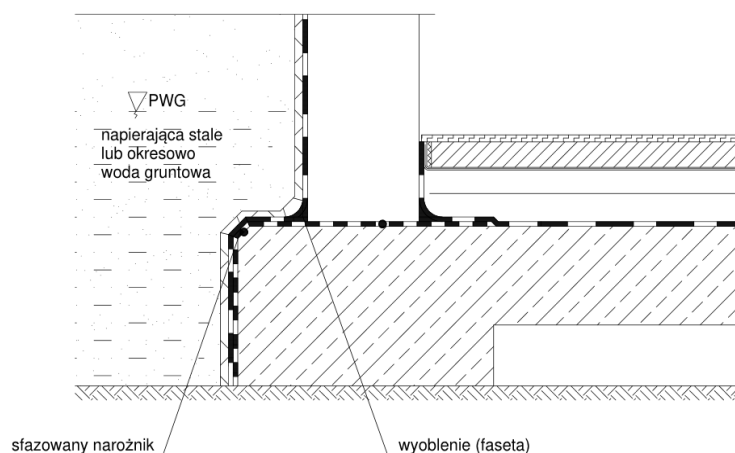 PWG
napierająca stale
lub okresowo
woda gruntowa
sfazowany narożnik
wyoblenie (faseta)